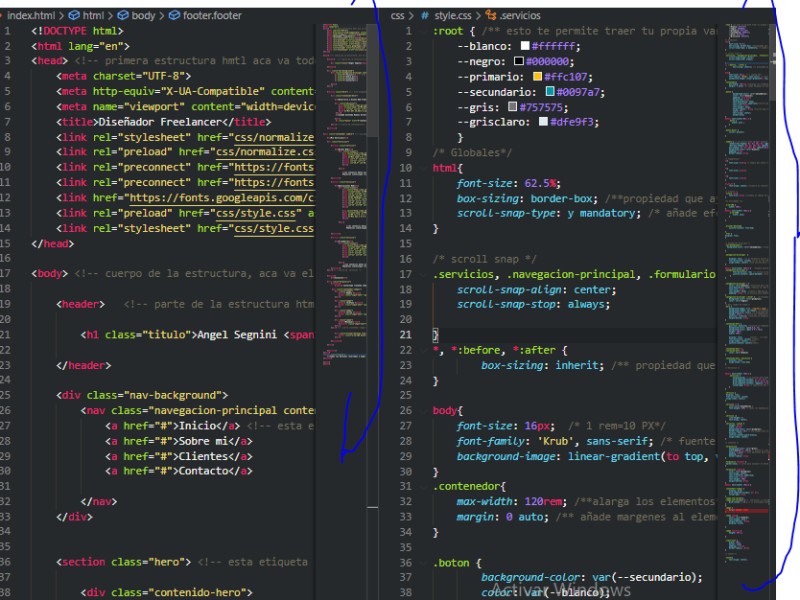 index.html > html > body > footer.footer
1 <!DOCTYPE html>
2 <html lang="en">
3 <head> <!-- primera estructura hmtl aca va tod
4 <meta charset="UTF-8">
5 <meta http-equiv="X-UA-Compatible" content
6 <meta name="viewport" content="width=devic
7 <title>Diseñador Freelancer</title>
8 <link rel="stylesheet" href="css/normalize
9 <link rel="preload" href="css/normalize.cs
10 <link rel="preconnect" href="https://fonts
11 <link rel="preconnect" href="https://fonts
12 <link href="https://fonts.googleapis.com/c
13 <link rel="preload" href="css/style.css" a
14 <link rel="stylesheet" href="css/style.css
15 </head>
16
17 <body> <!-- cuerpo de la estructura, aca va el
18
19 <header> <!-- parte de la estructura htm
20
21 <h1 class="titulo">Angel Segnini <span
22
23 </header>
24
25 <div class="nav-background">
26 <nav class="navegacion-principal conte
27 <a href="#">Inicio</a> <!-- esta e
28 <a href="#">Sobre mi</a>
29 <a href="#">Clientes</a>
30 <a href="#">Contacto</a>
31
32 </nav>
33 </div>
34
35
36 <section class="hero"> <!-- esta etiqueta
37
38 <div class="contenido-hero">
css > # style.css > .servicios
1 :root { /** esto te permite traer tu propia va
2 --blanco: #ffffff;
3 --negro: #000000;
4 --primario: #ffc107;
5 --secundario: #0097a7;
6 --gris: #757575;
7 --grisclaro: #dfe9f3;
8 }
9 /* Globales*/
10 html{
11 font-size: 62.5%;
12 box-sizing: border-box; /**propiedad que a
13 scroll-snap-type: y mandatory; /* añade efe
14 }
15
16 /* scroll snap */
17 .servicios, .navegacion-principal, .formulario
18 scroll-snap-align: center;
19 scroll-snap-stop: always;
20
21 }
22 *, *:before, *:after {
23 box-sizing: inherit; /** propiedad que
24 }
25
26 body{
27 font-size: 16px; /* 1 rem=10 PX*/
28 font-family: 'Krub', sans-serif; /* fuente
29 background-image: linear-gradient(to top,
30 }
31 .contenedor{
32 max-width: 120rem; /**alarga los elementos
33 margin: 0 auto; /** añade margenes al elem
34 }
35
36 .boton {
37 background-color: var(--secundario);
38 color: var(--blanco);
Activar Windows